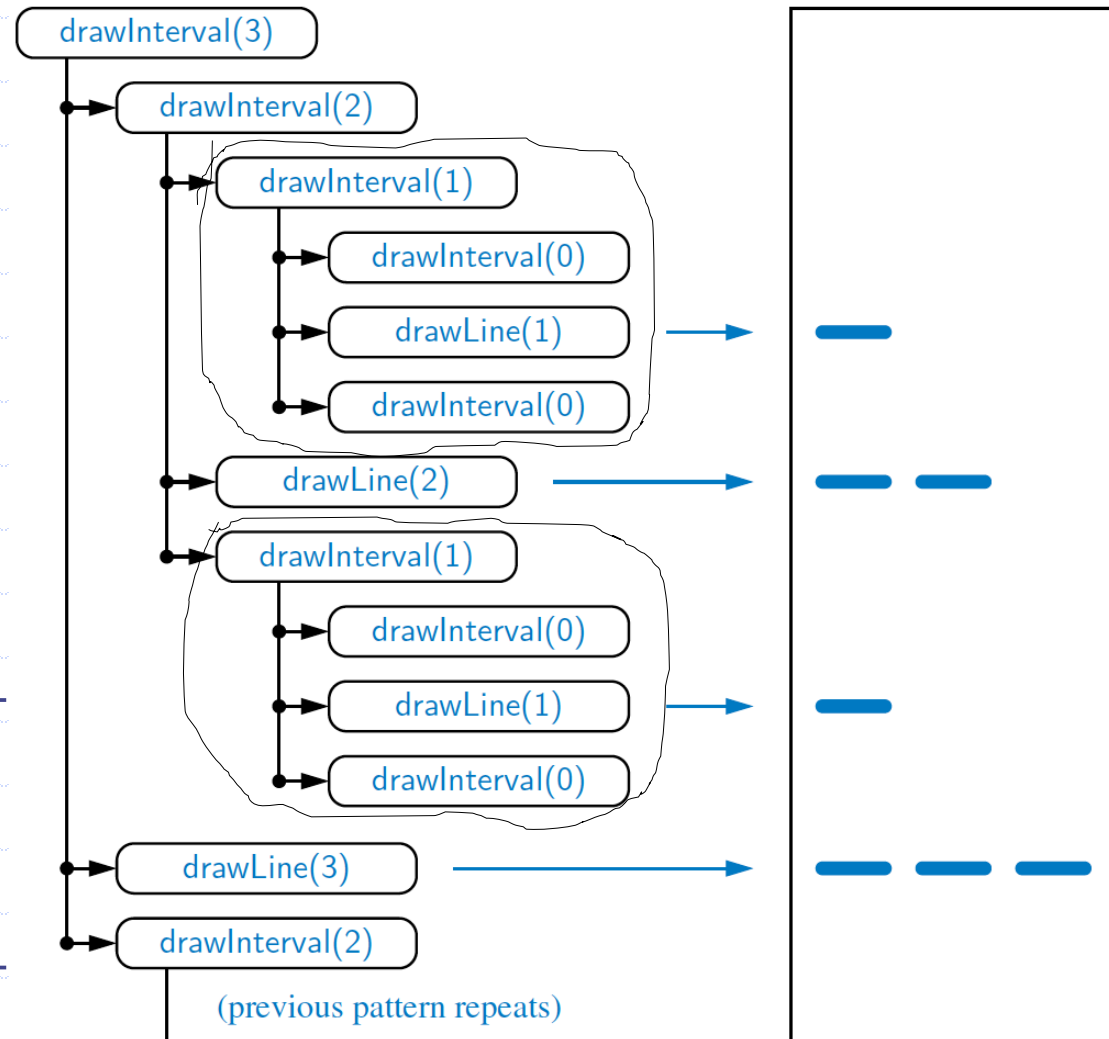 drawInterval(3)
drawInterval(2)
drawInterval(1)
drawInterval(0)
drawLine(1)
drawInterval(0)
drawLine(2)
drawInterval(1)
drawInterval(0)
drawLine(1)
drawInterval(0)
drawLine(3)
drawInterval(2)
(previous pattern repeats)